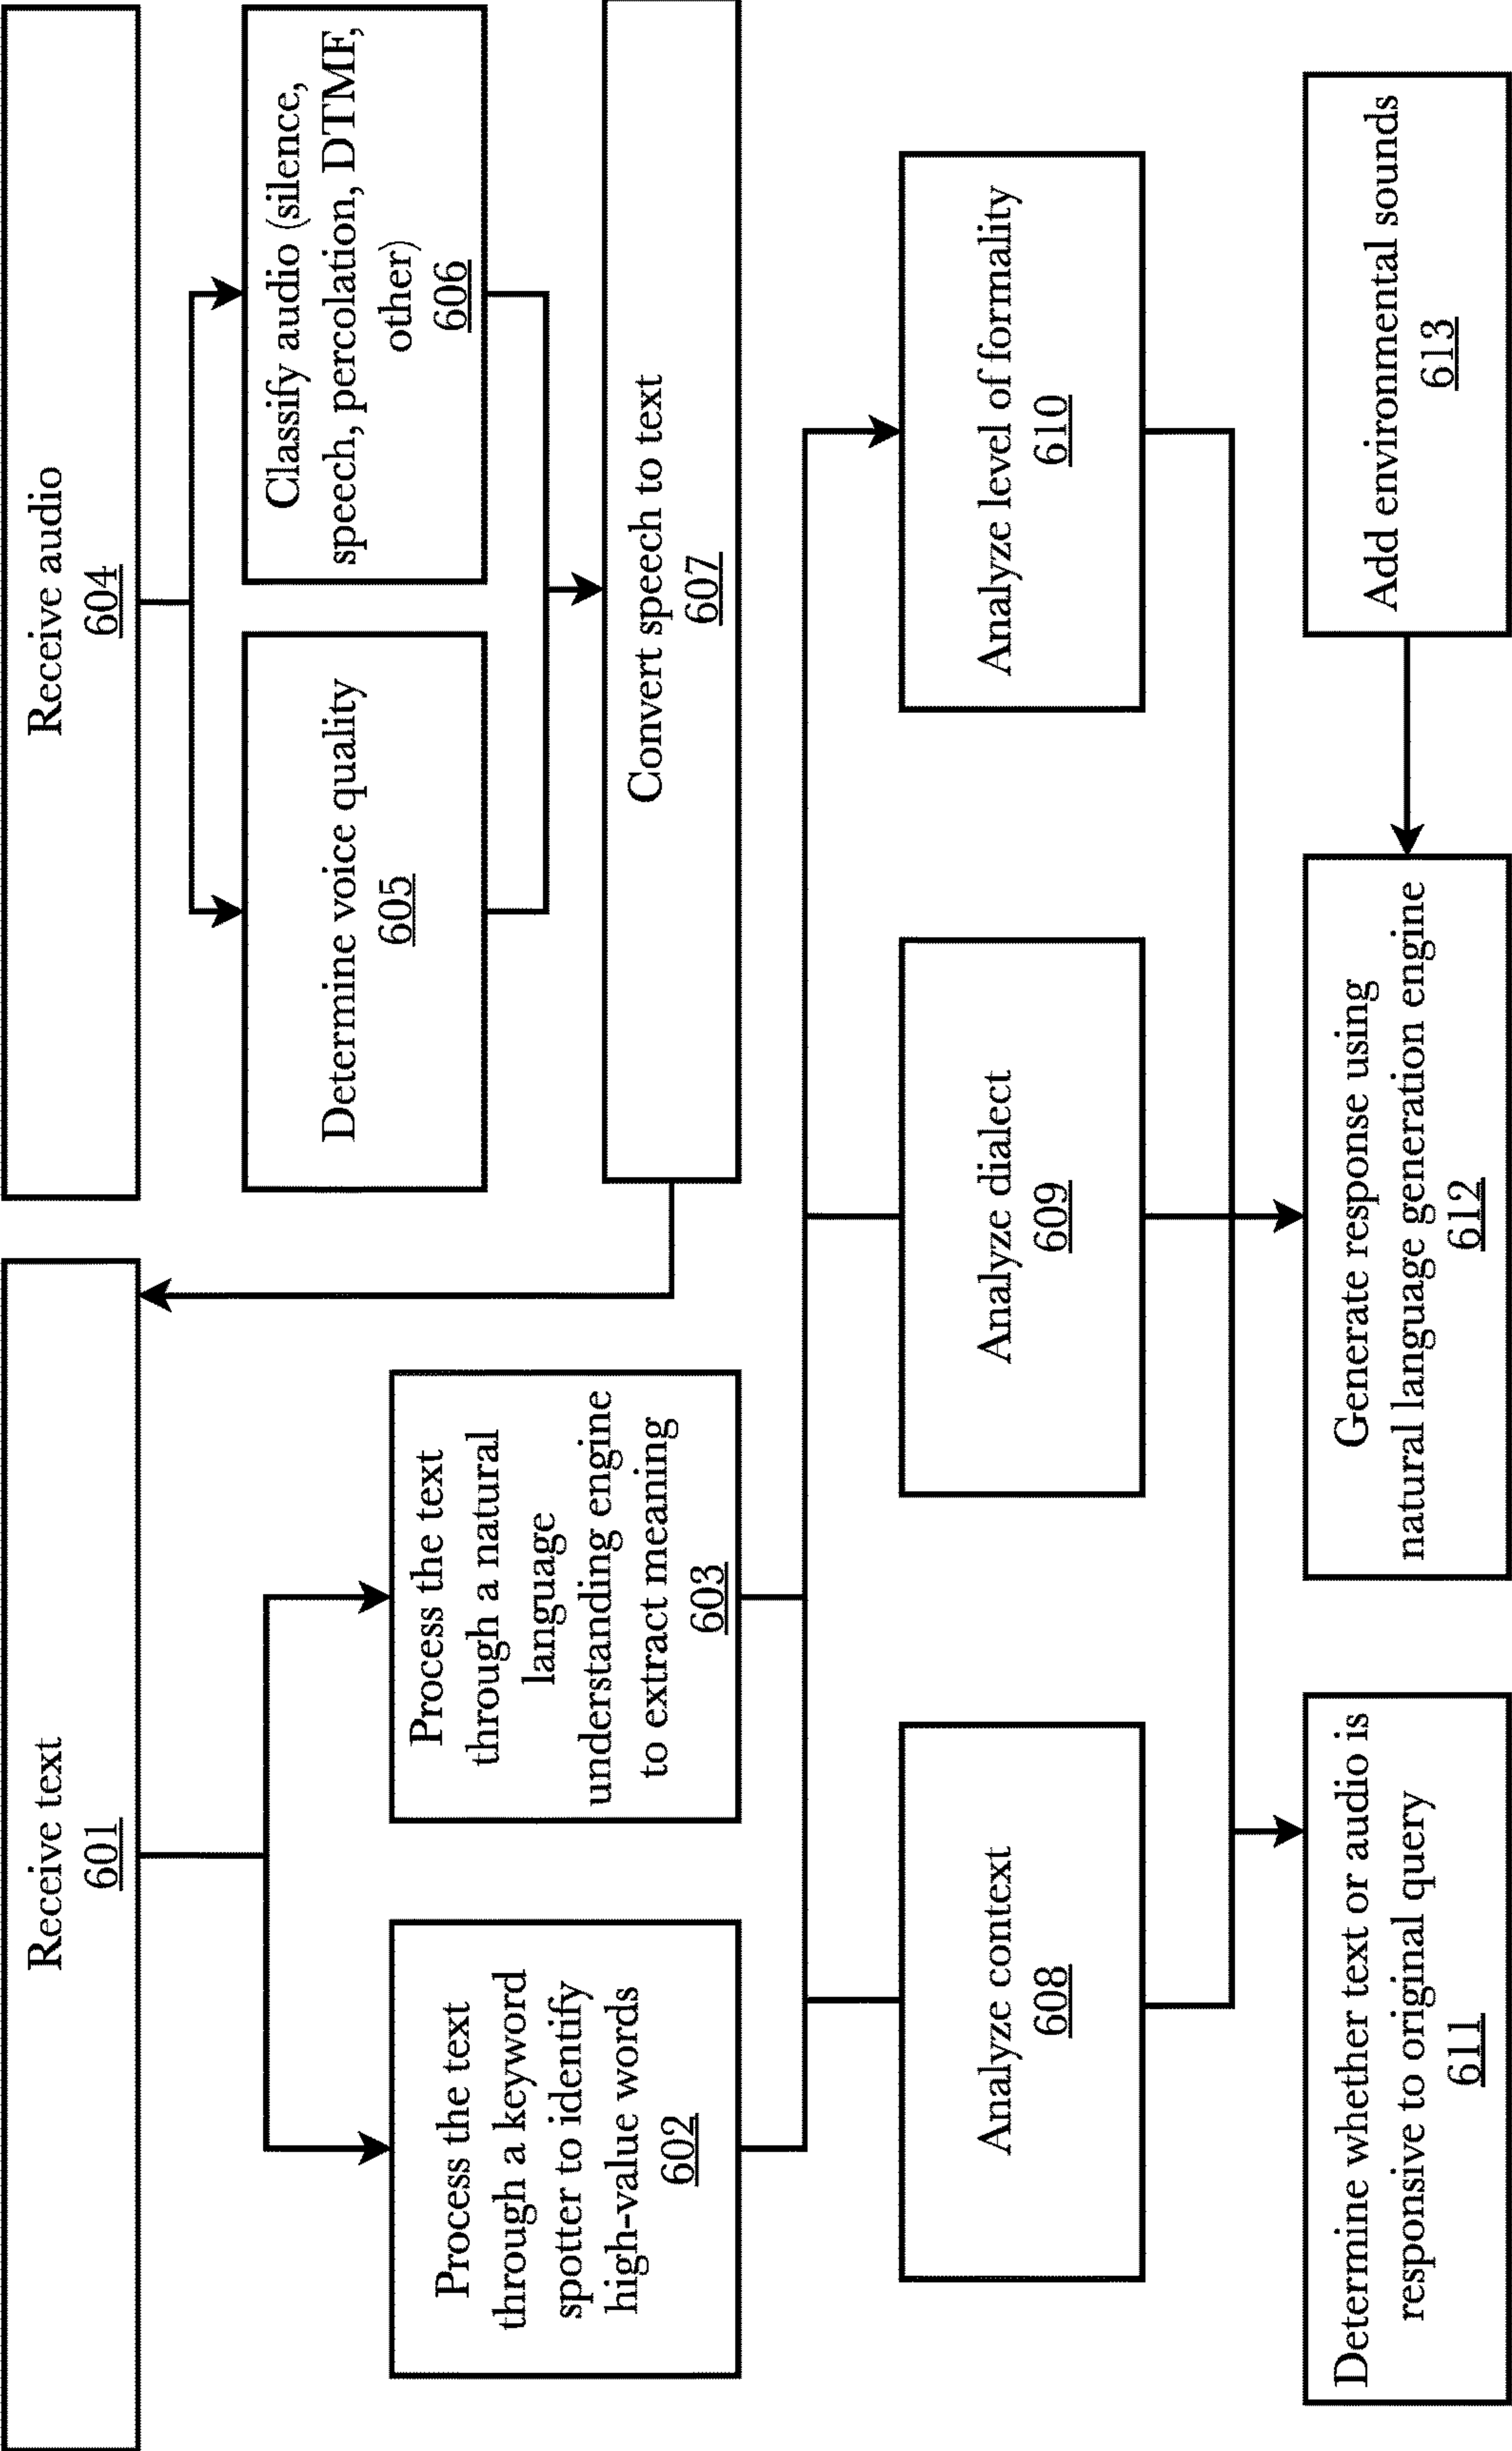 Receive text
601
Receive audio
604
Process the text
through a keyword
spotter to identify
high-value words
602
Process the text
through a natural
language
understanding engine
to extract meaning
603
Determine voice quality
605
Classify audio (silence,
speech, percolation, DTMF,
other)
606
Convert speech to text
607
Analyze context
608
Analyze dialect
609
Analyze level of formality
610
Determine whether text or audio is
responsive to original query
611
Generate response using
natural language generation engine
612
Add environmental sounds
613